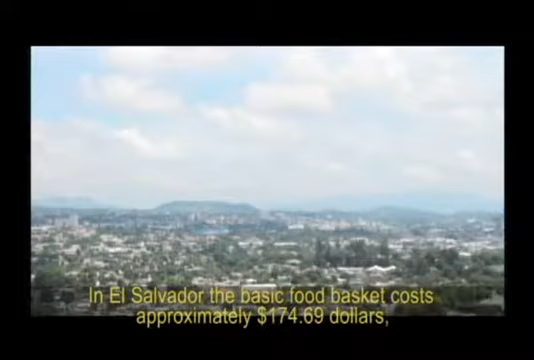 In El Salvador the basic food basket costs
approximately $174.69 dollars,